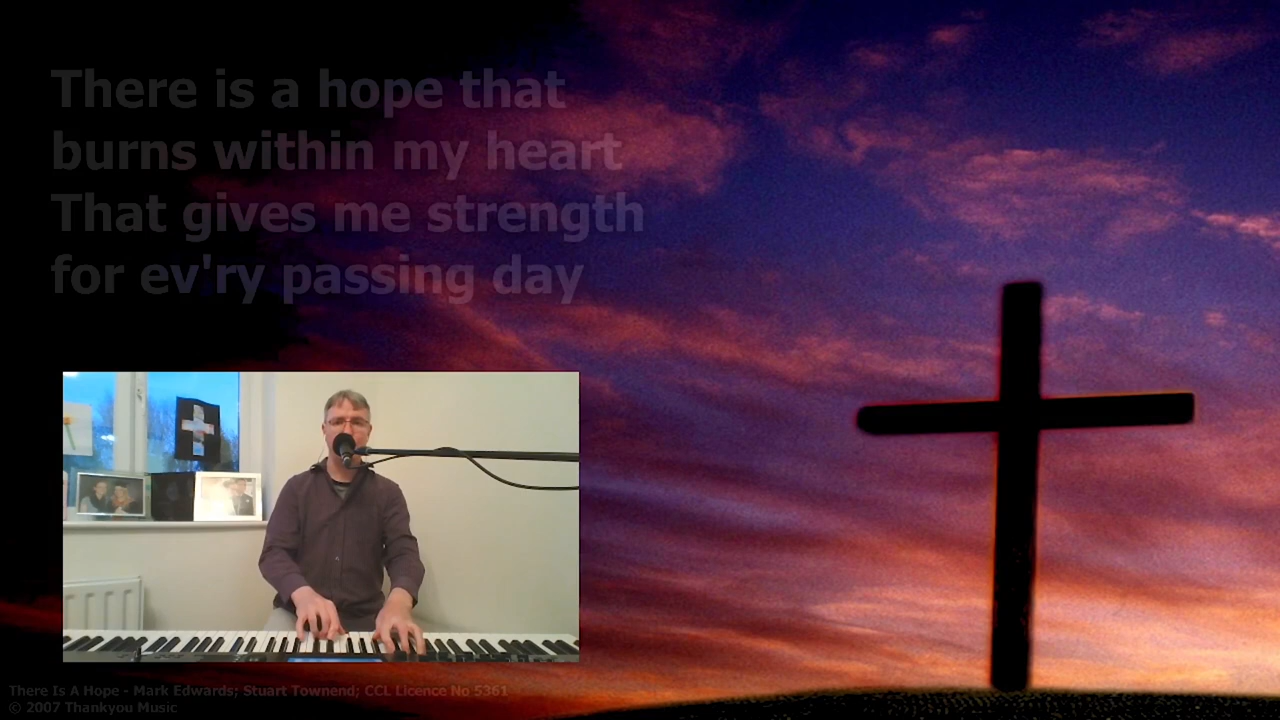 There is a hope that
burns within my heart
That gives me strength
for ev'ry passing day
There Is A Hope - Mark Edwards; Stuart Townend; CCL Licence No 5361
© 2007 Thankyou Music